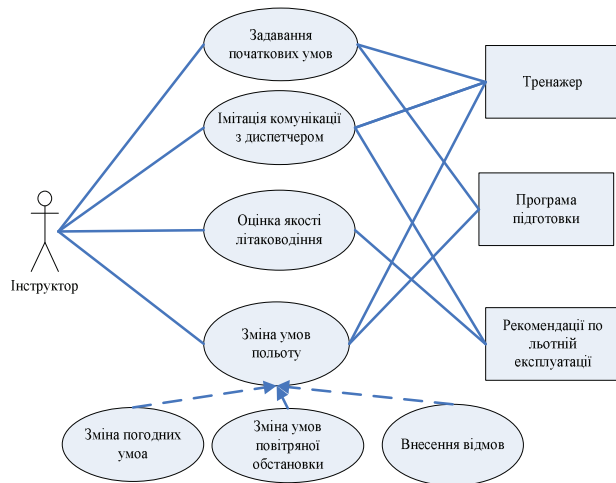 Задавання
початкових умов
Тренажер
Імітація комунікації
з диспетчером
Програма
підготовки
Оцінка якості
літаководіння
Інструктор
Зміна умов
польоту
Рекомендації по
льотній
експлуатації
Зміна погодних
умоа
Зміна умов
повітряної
обстановки
Внесення відмов